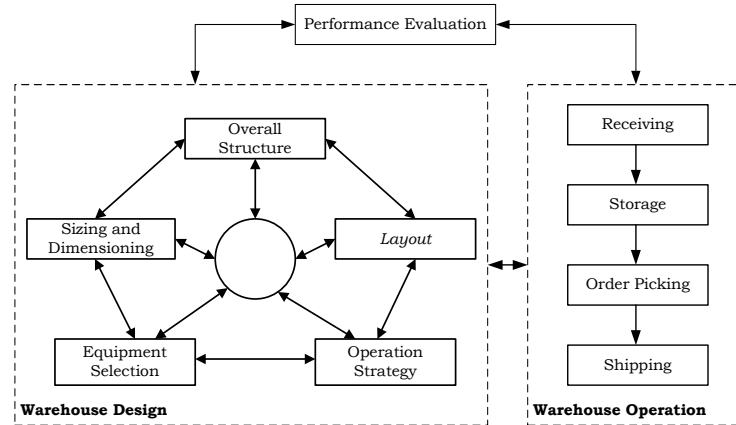 Performance Evaluation
Overall
Structure
Sizing and
Dimensioning
Layout
Equipment
Selection
Operation
Strategy
Warehouse Design
Receiving
Storage
Order Picking
Shipping
Warehouse Operation